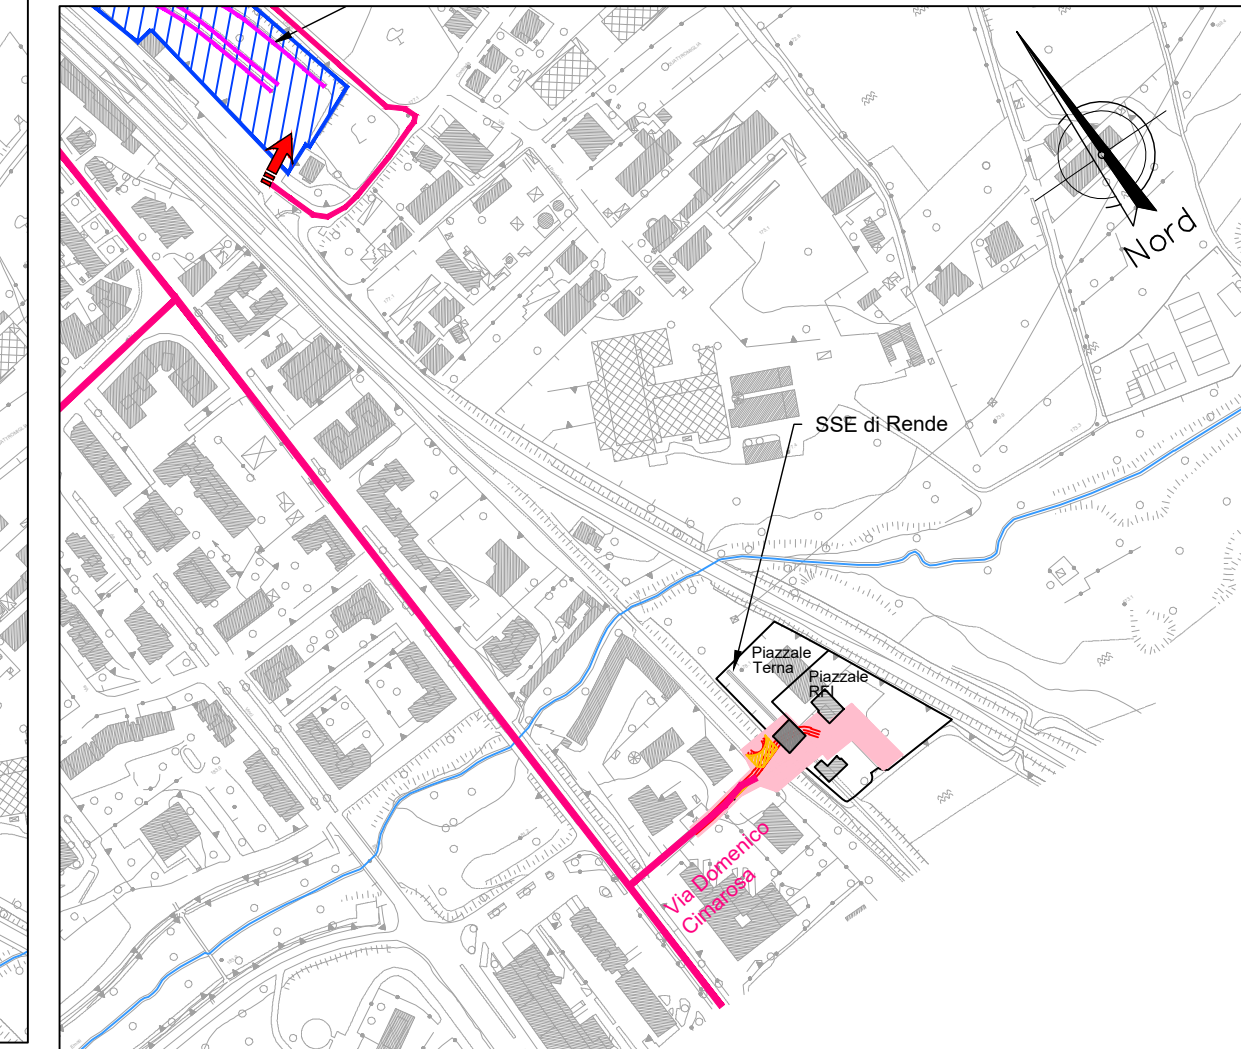 Nord
SSE di Rende
Piazzale
Terna
Piazzale
RFI
Via Domenico
Cimarosa